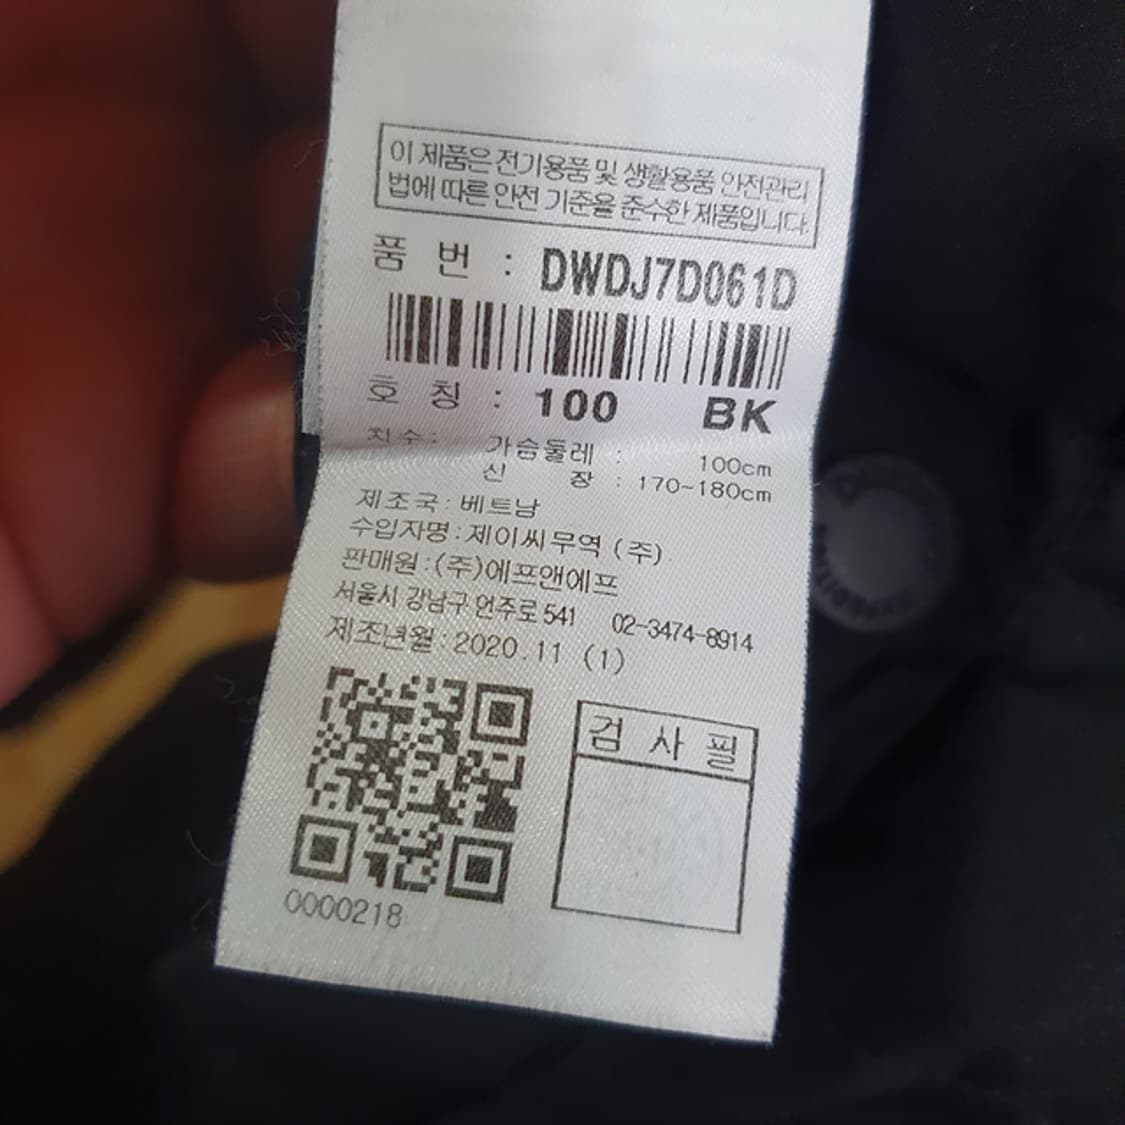 이 제품은 전기용품 및 생활용품 안전관리
법에 따른 안전 기준을 준수한 제품입니다.
품 번 : DWDJ7D061D
호 칭 : 100 BK
치수: 가슴둘레 : 100cm
신 장 : 170~180cm
제조국 : 베트남
수입자명 : 제이씨무역 (주)
판매원 : (주)에프앤에프
서울시 강남구 언주로 541 02-3474-8914
제조년월 : 2020.11 (1)
검 사 필
0000218